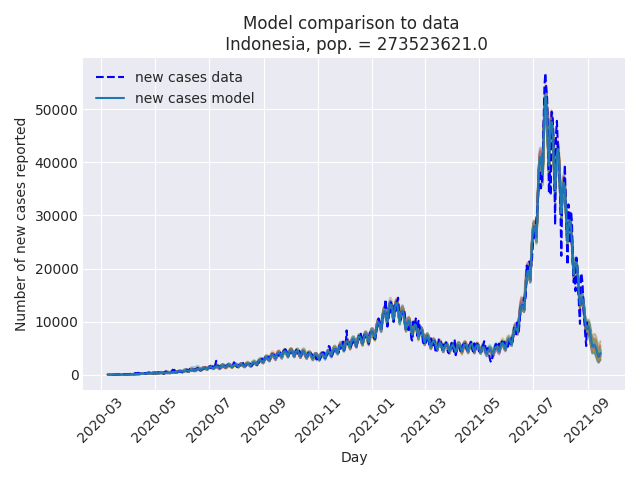 Model comparison to data
Indonesia, pop. = 273523621.0
new cases data
new cases model
Number of new cases reported
50000
40000
30000
20000
10000
0
2020-03
2020-05
2020-07
2020-09
2020-11
2021-01
2021-03
2021-05
2021-07
2021-09
Day